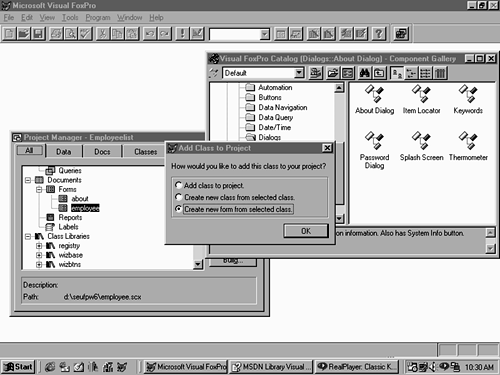 Microsoft Visual FoxPro
File Edit View Tools Program Window Help
Visual FoxPro Catalog [Dialogs::About Dialog] - Component Gallery
Default
Automation
Buttons
Data Navigation
Data Query
Date/Time
Dialogs
About Dialog
Item Locator
Keywords
Password Dialog
Splash Screen
Thermometer
on information. Also has System Info button.
Project Manager - Employeelist
All Data Docs Classes
Queries
Documents
Forms
about
employee
Reports
Labels
Class Libraries
registry
wizbase
wizbtns
Build...
Description:
Path: d:\seufpw6\employee.scx
Add Class to Project
How would you like to add this class to your project?
Add class to project.
Create new class from selected class.
Create new form from selected class.
OK
Start
Microsoft Visual FoxPro
MSDN Library Visual ...
RealPlayer: Classic K...
10:30 AM